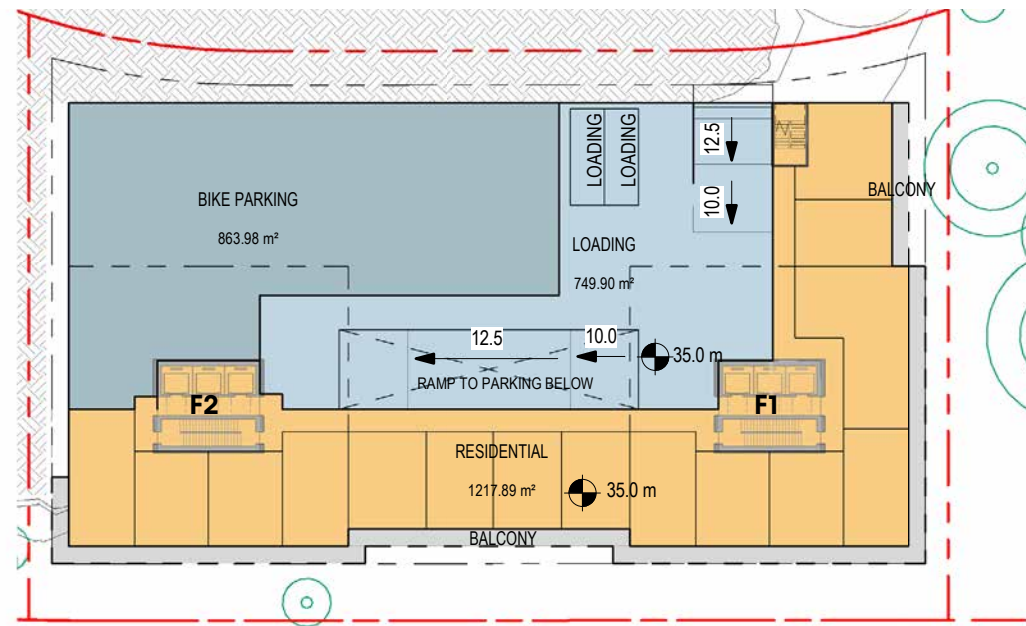 LOADING
LOADING
12.5
BIKE PARKING
863.98 m²
BALCONY
10.0
LOADING
749.90 m²
12.5
10.0
35.0 m
RAMP TO PARKING BELOW
F2
F1
RESIDENTIAL
1217.89 m²
35.0 m
BALCONY